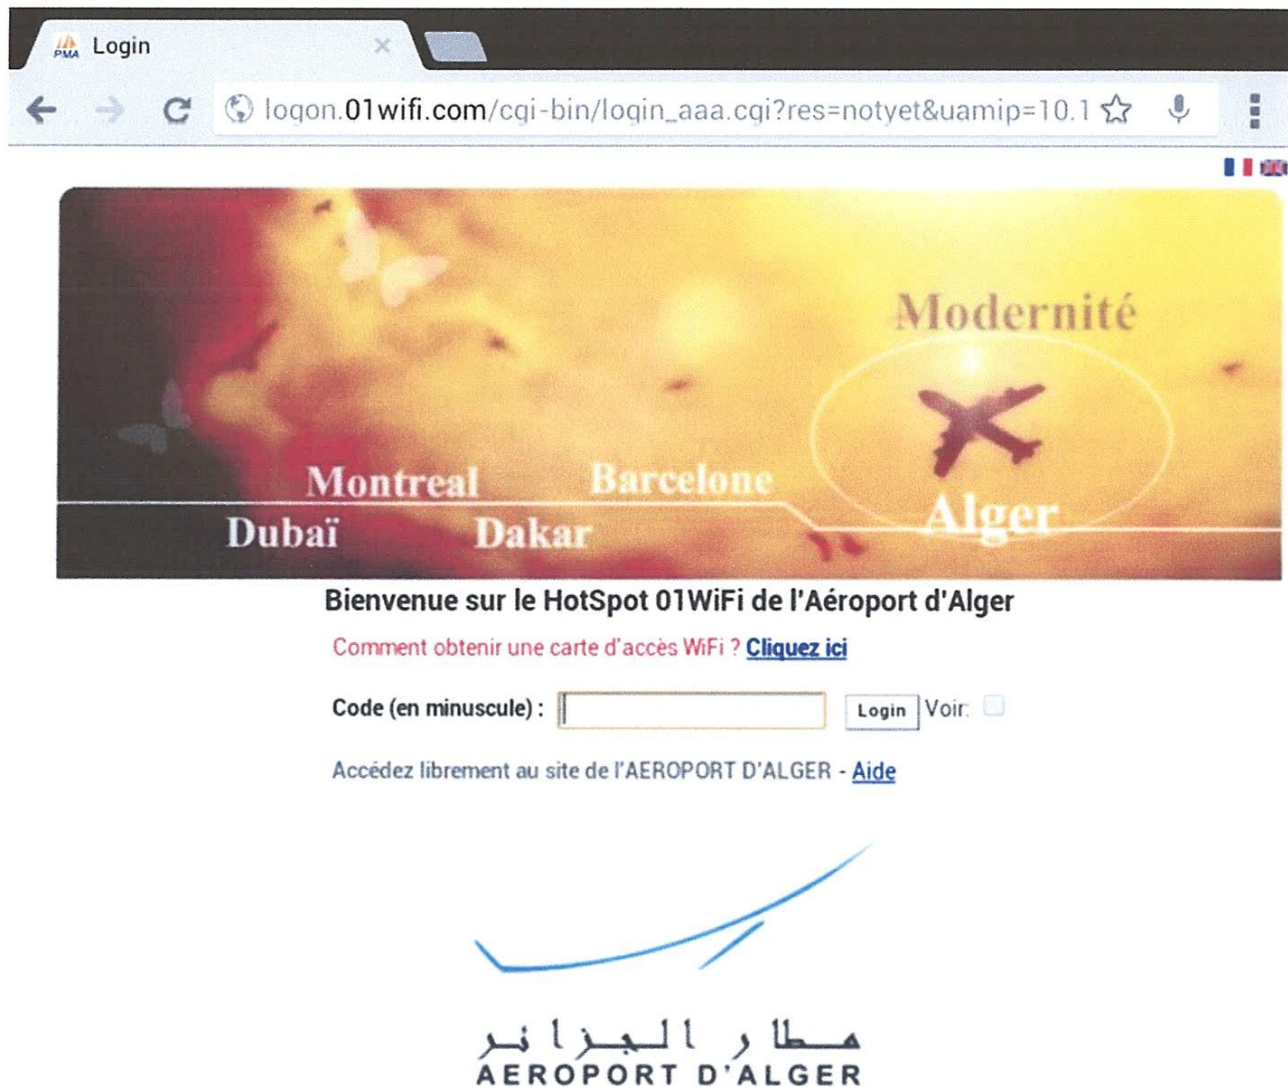 PMA Login
logon.01wifi.com/cgi-bin/login_aaa.cgi?res=notyet&uamip=10.1
Modernité
Montreal Barcelone
Alger
Dubaï Dakar
Bienvenue sur le HotSpot 01WiFi de l'Aéroport d'Alger
Comment obtenir une carte d'accès WiFi ? Cliquez ici
Code (en minuscule) : Login Voir:
Accédez librement au site de l'AEROPORT D'ALGER - Aide
مطار الجزائر
AEROPORT D'ALGER